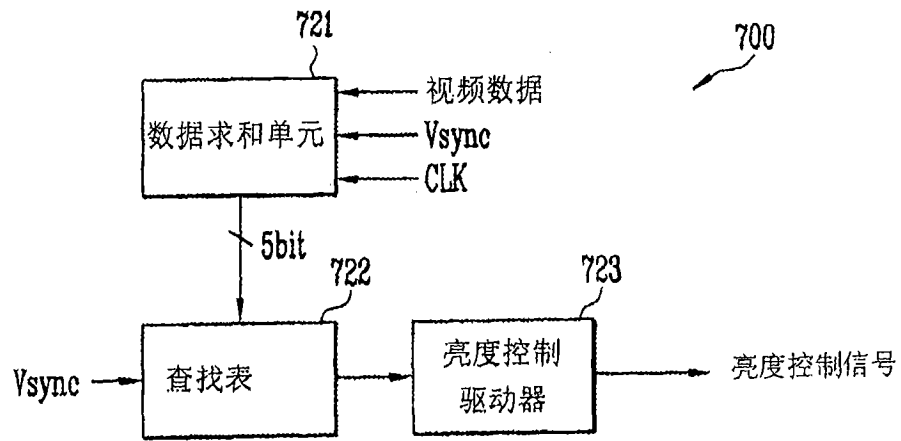 721
700
视频数据
数据求和单元
Vsync
CLK
5bit
722
723
Vsync
查找表
亮度控制
驱动器
亮度控制信号